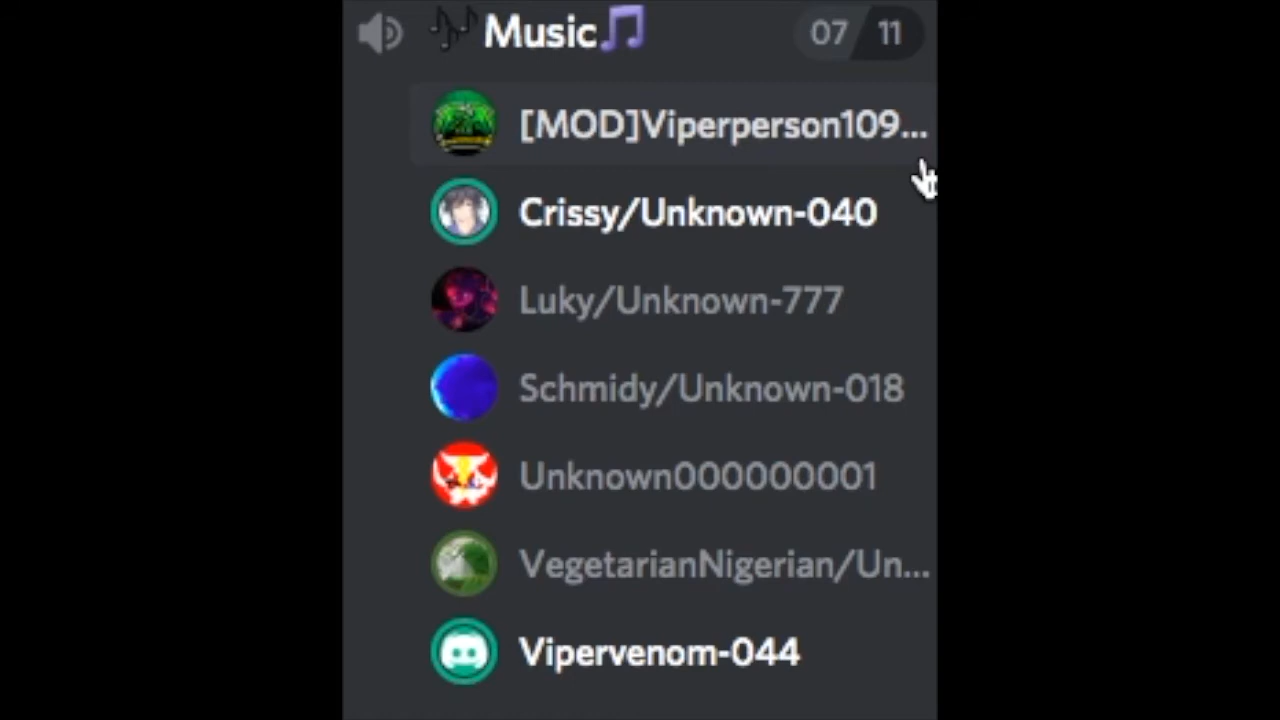 🎶 Music🎵 07 11
[MOD]Viperperson109...
Crissy/Unknown-040
Luky/Unknown-777
Schmidy/Unknown-018
Unknown000000001
VegetarianNigerian/Un...
Vipervenom-044